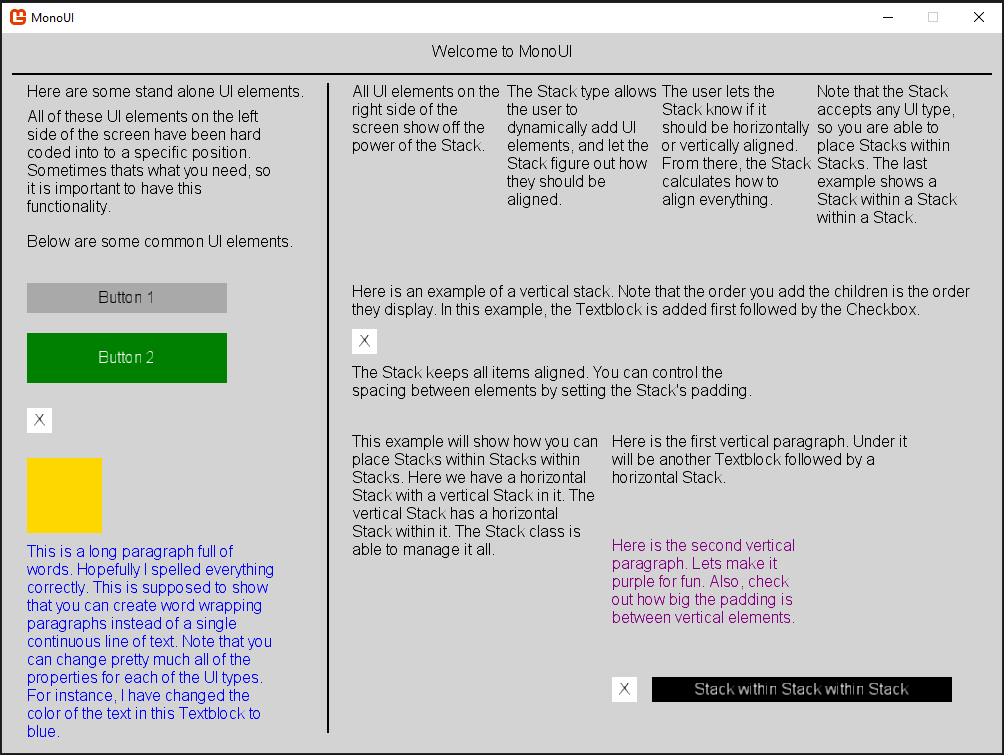 MonoUI
Welcome to MonoUI
Here are some stand alone UI elements.
All of these UI elements on the left
side of the screen have been hard
coded into to a specific position.
Sometimes thats what you need, so
it is important to have this
functionality.
Below are some common UI elements.
Button 1
Button 2
X
This is a long paragraph full of
words. Hopefully I spelled everything
correctly. This is supposed to show
that you can create word wrapping
paragraphs instead of a single
continuous line of text. Note that you
can change pretty much all of the
properties for each of the UI types.
For instance, I have changed the
color of the text in this Textblock to
blue.
All UI elements on the
right side of the
screen show off the
power of the Stack.
The Stack type allows
the user to
dynamically add UI
elements, and let the
Stack figure out how
they should be
aligned.
The user lets the
Stack know if it
should be horizontally
or vertically aligned.
From there, the Stack
calculates how to
align everything.
Note that the Stack
accepts any UI type,
so you are able to
place Stacks within
Stacks. The last
example shows a
Stack within a Stack
within a Stack.
Here is an example of a vertical stack. Note that the order you add the children is the order
they display. In this example, the Textblock is added first followed by the Checkbox.
X
The Stack keeps all items aligned. You can control the
spacing between elements by setting the Stack's padding.
This example will show how you can
place Stacks within Stacks within
Stacks. Here we have a horizontal
Stack with a vertical Stack in it. The
vertical Stack has a horizontal
Stack within it. The Stack class is
able to manage it all.
Here is the first vertical paragraph. Under it
will be another Textblock followed by a
horizontal Stack.
Here is the second vertical
paragraph. Lets make it
purple for fun. Also, check
out how big the padding is
between vertical elements.
X
Stack within Stack within Stack